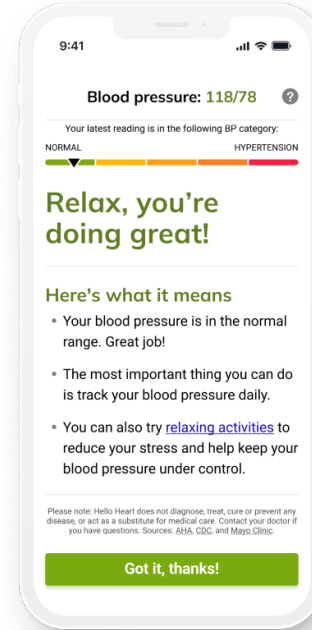 9:41
Blood pressure: 118/78 ?
Your latest reading is in the following BP category:
NORMAL HYPERTENSION
Relax, you're
doing great!
Here's what it means
• Your blood pressure is in the normal
range. Great job!
• The most important thing you can do
is track your blood pressure daily.
• You can also try relaxing activities to
reduce your stress and help keep your
blood pressure under control.
Please note: Hello Heart does not diagnose, treat, cure or prevent any
disease, or act as a substitute for medical care. Contact your doctor if
you have questions. Sources: AHA, CDC, and Mayo Clinic.
Got it, thanks!